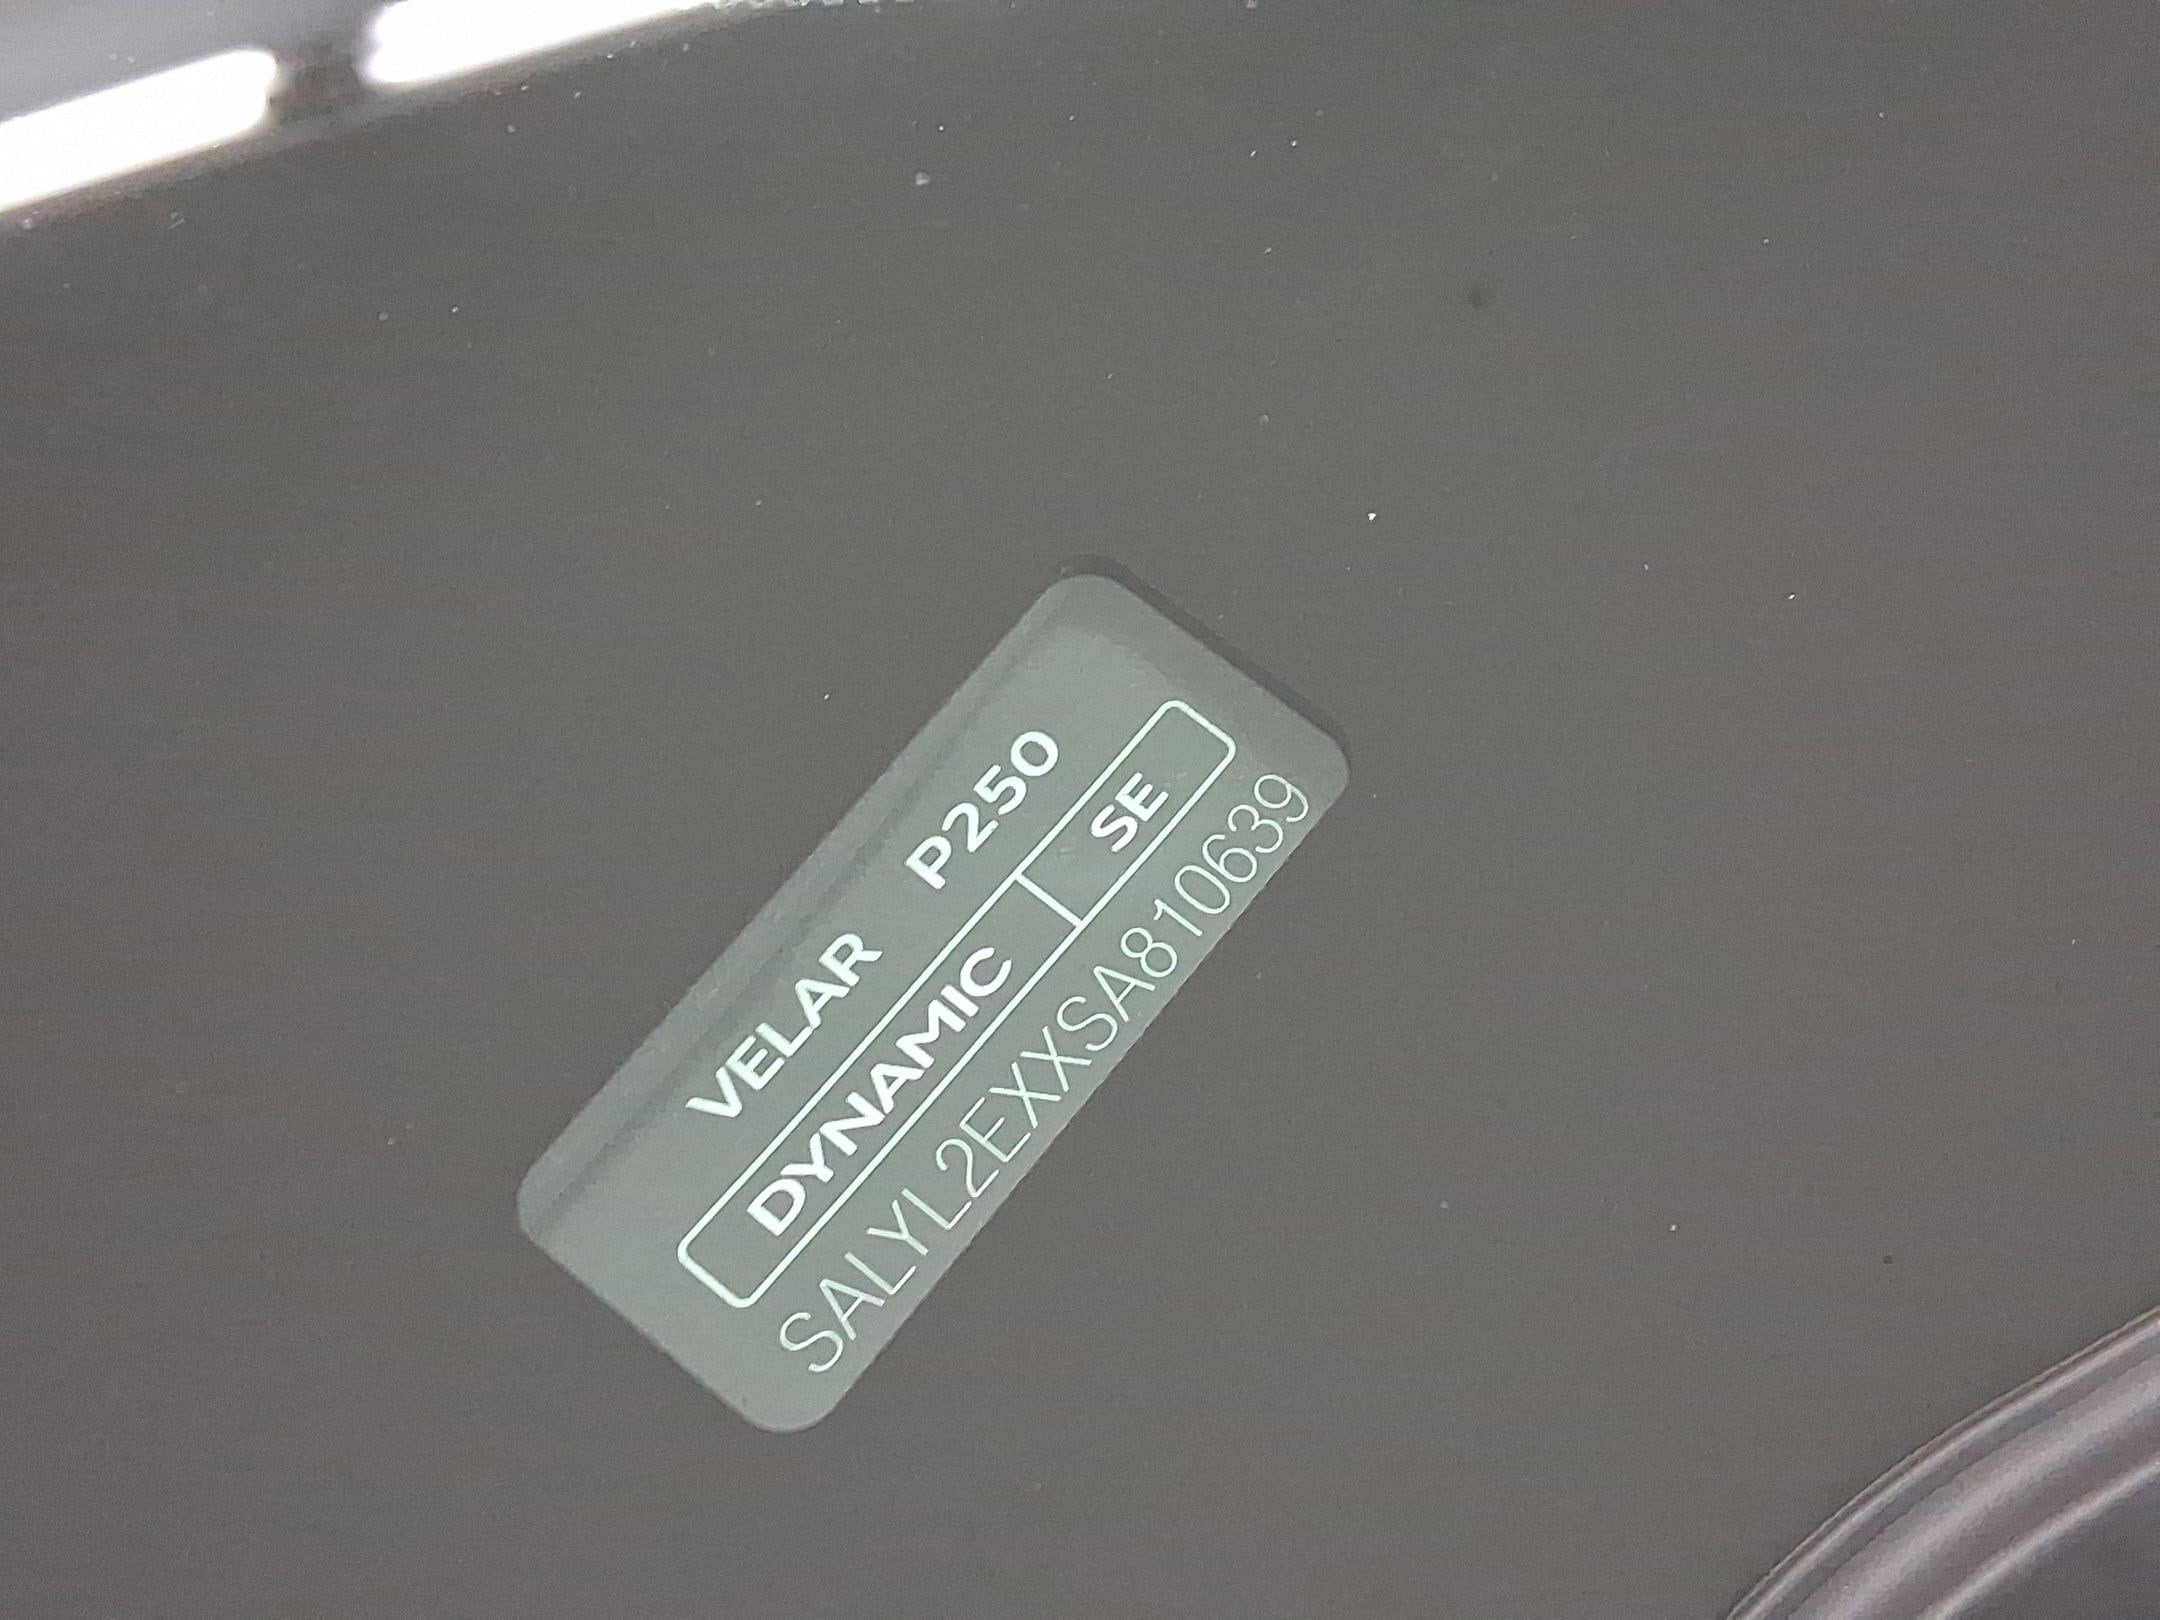 VELAR P250
DYNAMIC SE
SALYL2EXXSA810639